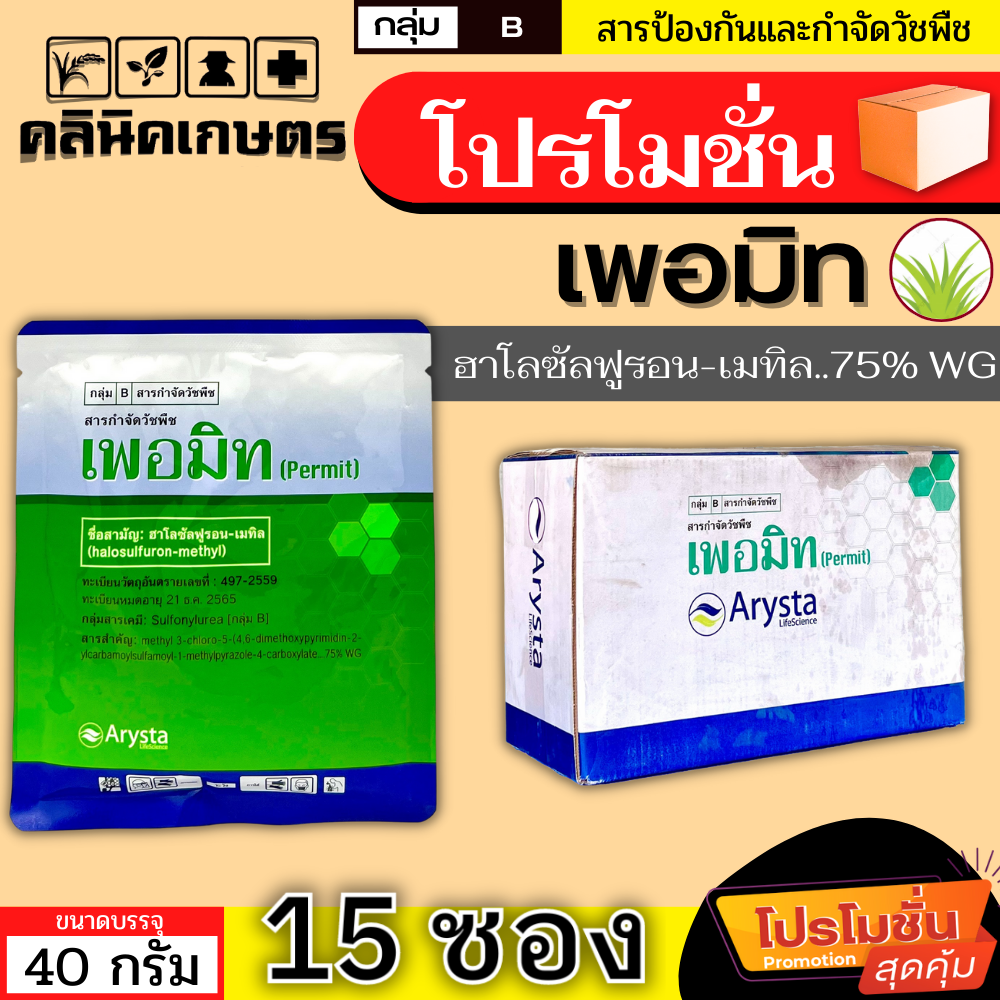 กลุ่ม B สารป้องกันและกำจัดวัชพืช
คลินิคเกษตร
โปรโมชั่น
เพอมิท
ฮาโลซัลฟูรอน-เมทิล..75% WG
กลุ่ม B สารกำจัดวัชพืช
สารกำจัดวัชพืช
เพอมิท (Permit)
ชื่อสามัญ: ฮาโลซัลฟูรอน-เมทิล
(halosulfuron-methyl)
ทะเบียนวัตถุอันตรายเลขที่ : 497-2559
ทะเบียนหมดอายุ 21 ธ.ค. 2565
กลุ่มสารเคมี: Sulfonylurea [กลุ่ม B]
สารสำคัญ: methyl 3-chloro-5-(4,6-dimethoxypyrimidin-2-
ylcarbamoylsulfamoyl-1-methylpyrazole-4-carboxylate.. 75% WG
Arysta
LifeScience
กลุ่ม B สารกำจัดวัชพืช
สารกำจัดวัชพืช
เพอมิท (Permit)
Arysta
LifeScience
Arysta
LifeScience
ขนาดบรรจุ
40 กรัม
15 ซอง
โปรโมชั่น
Promotion
สุดคุ้ม